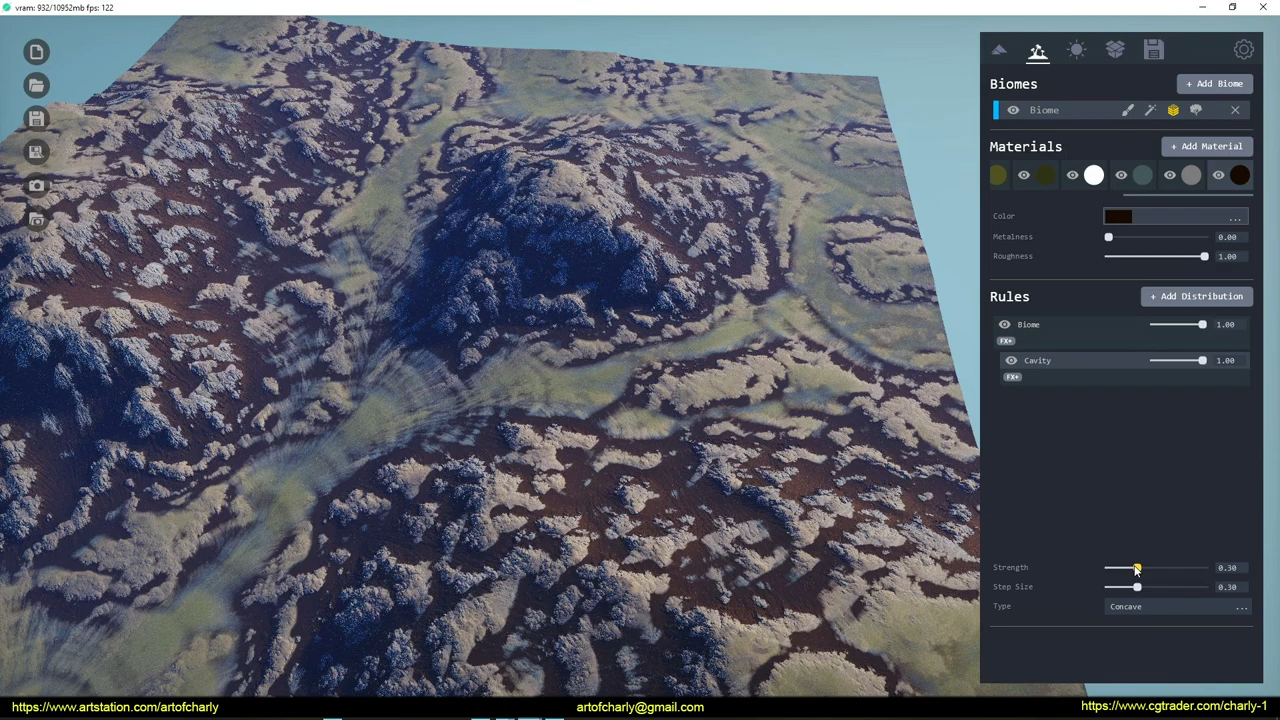 vram: 932/10952mb fps: 122
Biomes
+ Add Biome
Biome
Materials
+ Add Material
Color
...
Metalness
0.00
Roughness
1.00
Rules
+ Add Distribution
Biome
1.00
FX+
Cavity
1.00
FX+
Strength
0.30
Step Size
0.30
Type
Concave
...
https://www.artstation.com/artofcharly
artofcharly@gmail.com
https://www.cgtrader.com/charly-1